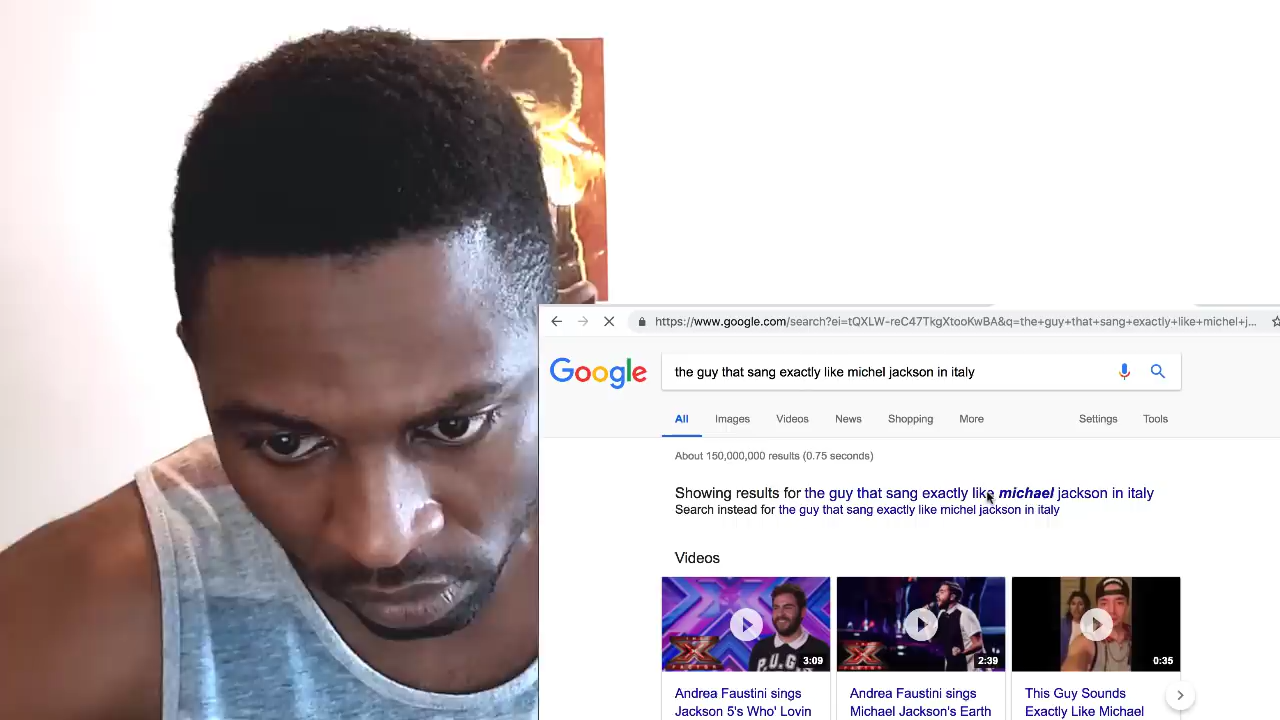 https://www.google.com/search?ei=tQXLW-reC47TkgXtooKwBA&q=the+guy+that+sang+exactly+like+michel+j...
Google
the guy that sang exactly like michel jackson in italy
All Images Videos News Shopping More Settings Tools
About 150,000,000 results (0.75 seconds)
Showing results for the guy that sang exactly like michael jackson in italy
Search instead for the guy that sang exactly like michel jackson in italy
Videos
X FACTOR
P.U.G
3:09
X FACTOR
2:39
0:35
Andrea Faustini sings
Jackson 5's Who' Lovin
Andrea Faustini sings
Michael Jackson's Earth
This Guy Sounds
Exactly Like Michael